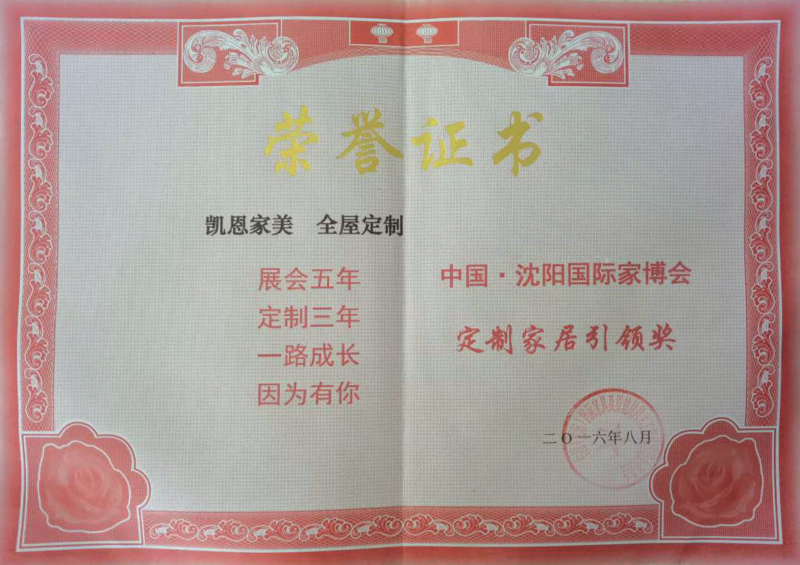 荣誉证书
凯恩家美 全屋定制
展会五年
定制三年
一路成长
因为有你
中国·沈阳国际家博会
定制家居引领奖
二〇一六年八月